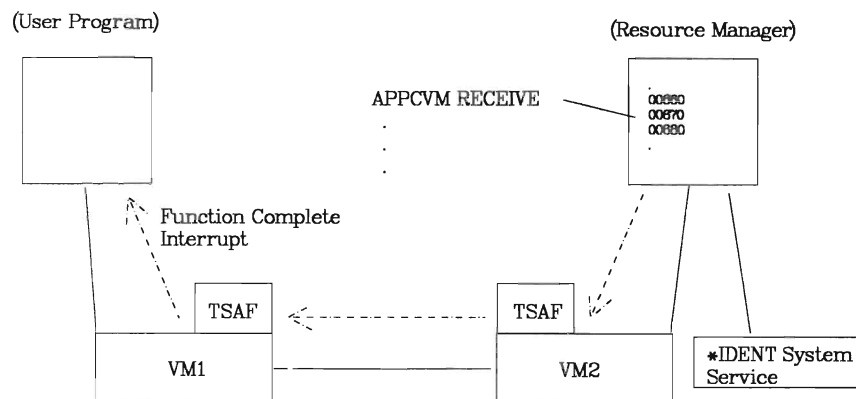 (User Program)
(Resource Manager)
APPCVM RECEIVE
.
.
.
.
00660
00670
00680
.
Function Complete
Interrupt
TSAF
TSAF
VM1
VM2
*IDENT System
Service